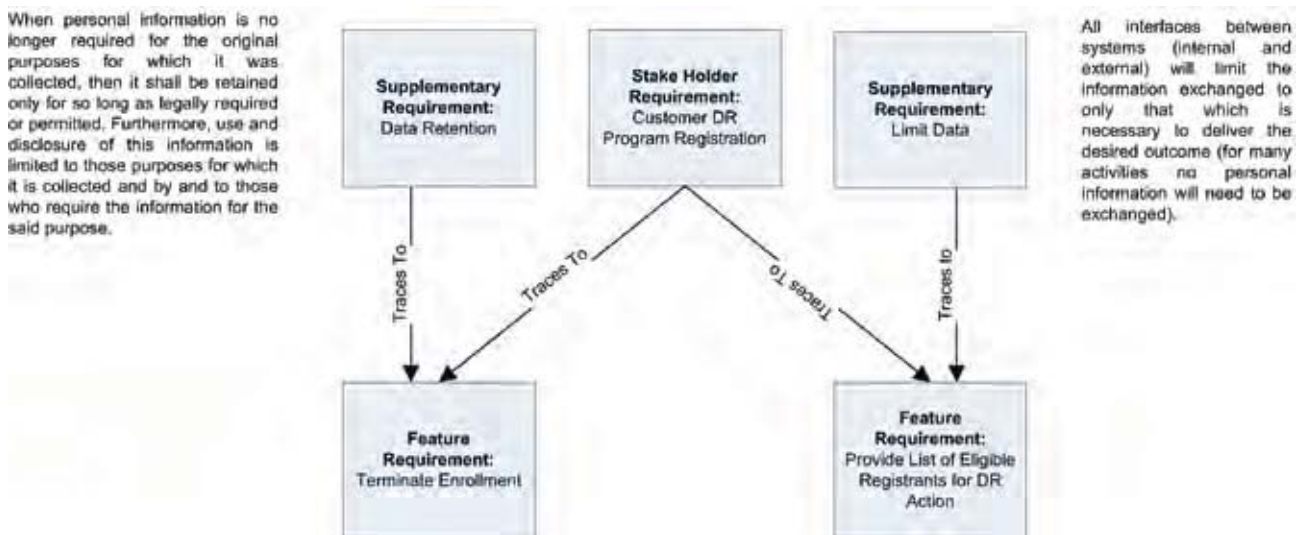 When personal information is no
longer required for the original
purposes for which it was
collected, then it shall be retained
only for so long as legally required
or permitted. Furthermore, use and
disclosure of this information is
limited to those purposes for which
it is collected and by and to those
who require the information for the
said purpose.
Supplementary
Requirement:
Data Retention
Stake Holder
Requirement:
Customer DR
Program Registration
Supplementary
Requirement:
Limit Data
All interfaces between
systems (internal and
external) will limit the
information exchanged to
only that which is
necessary to deliver the
desired outcome (for many
activities no personal
information will need to be
exchanged).
Traces To
Traces To
Traces To
Traces to
Feature
Requirement:
Terminate Enrollment
Feature
Requirement:
Provide List of Eligible
Registrants for DR
Action